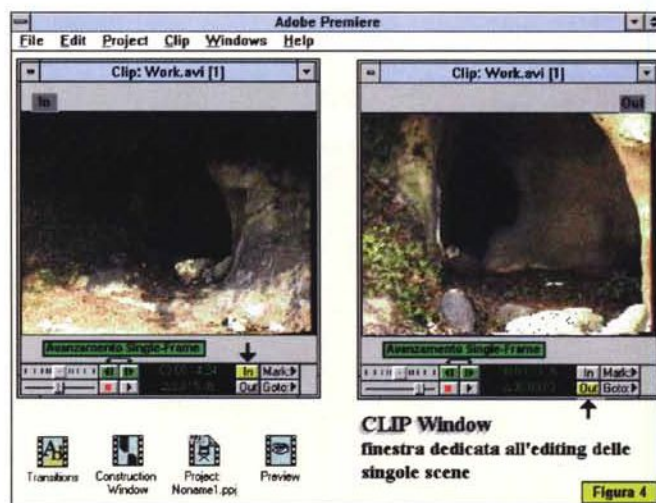 Adobe Premiere
File Edit Project Clip Windows Help
Clip: Work.avi [1]
In
Avanzamento Single-Frame
In Mark:
Out Goto:
Clip: Work.avi [1]
Out
Avanzamento Single-Frame
In Mark:
Out Goto:
Transitions
Construction
Window
Project:
Noname1.ppj
Preview
CLIP Window
finestra dedicata all'editing delle
singole scene
Figura 4